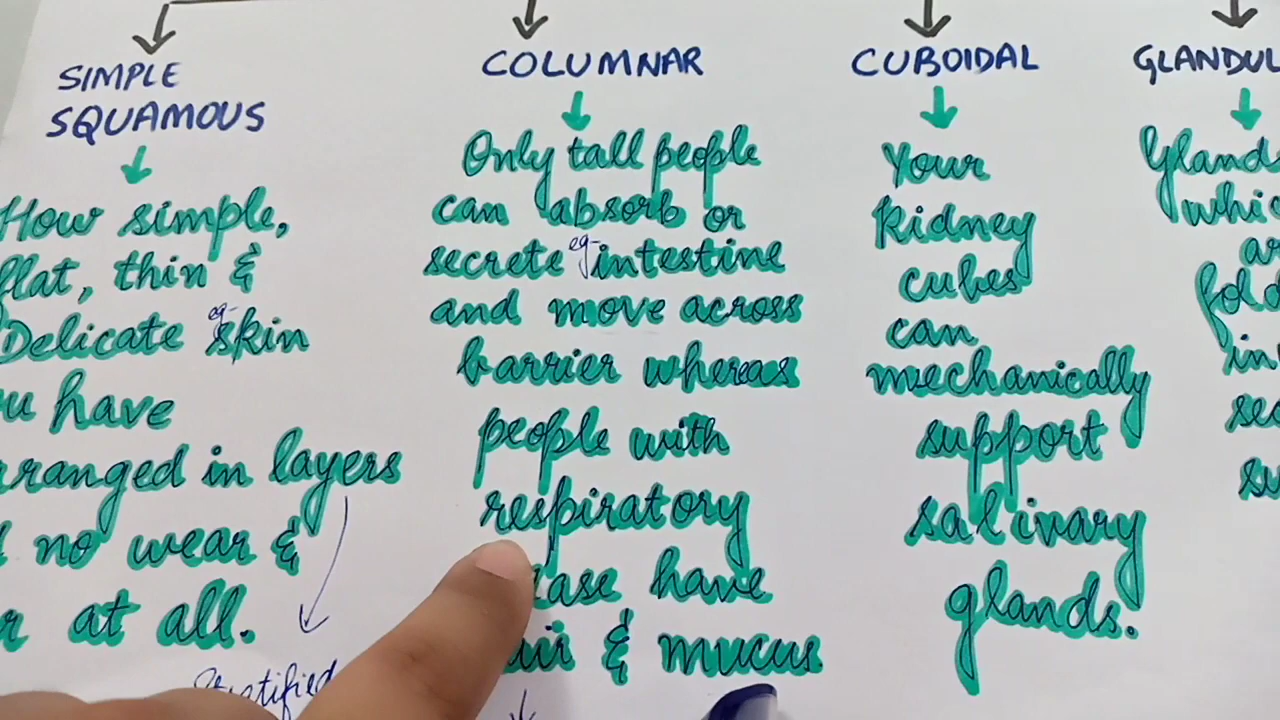 SIMPLE
SQUAMOUS
How simple,
flat, thin &
Delicate eg- skin
have
layers
no wear &
at all.
Stratified
COLUMNAR
Only tall people
can absorb or
secrete eg- intestine
and move across
barrier whereas
people with
respiratory
have
& mucus
CUBOIDAL
Your
Kidney
cubes
can
mechanically
support
salivary
glands.
GLANDUL
Glands